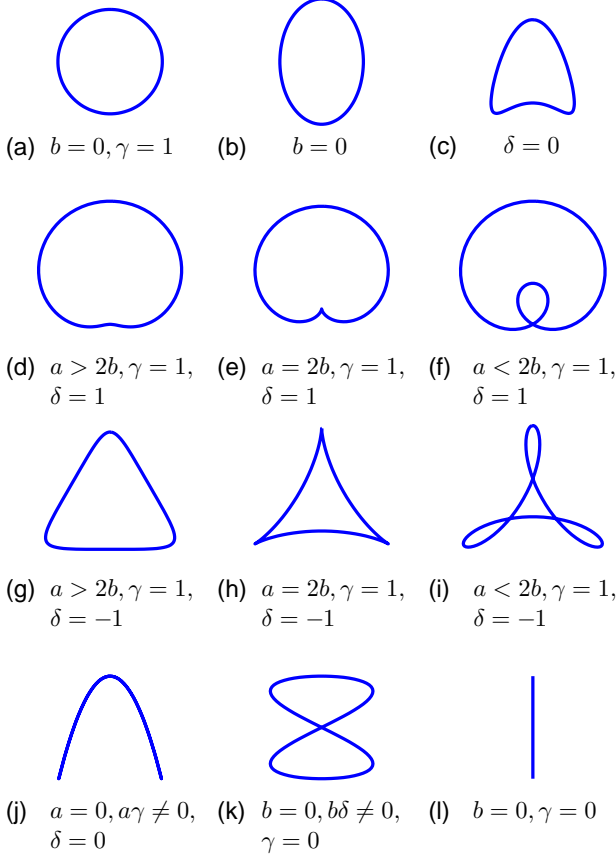 (a) b = 0, γ = 1
(b) b = 0
(c) δ = 0
(d) a > 2b, γ = 1,
δ = 1
(e) a = 2b, γ = 1,
δ = 1
(f) a < 2b, γ = 1,
δ = 1
(g) a > 2b, γ = 1,
δ = −1
(h) a = 2b, γ = 1,
δ = −1
(i) a < 2b, γ = 1,
δ = −1
(j) a = 0, aγ ≠ 0,
δ = 0
(k) b = 0, bδ ≠ 0,
γ = 0
(l) b = 0, γ = 0